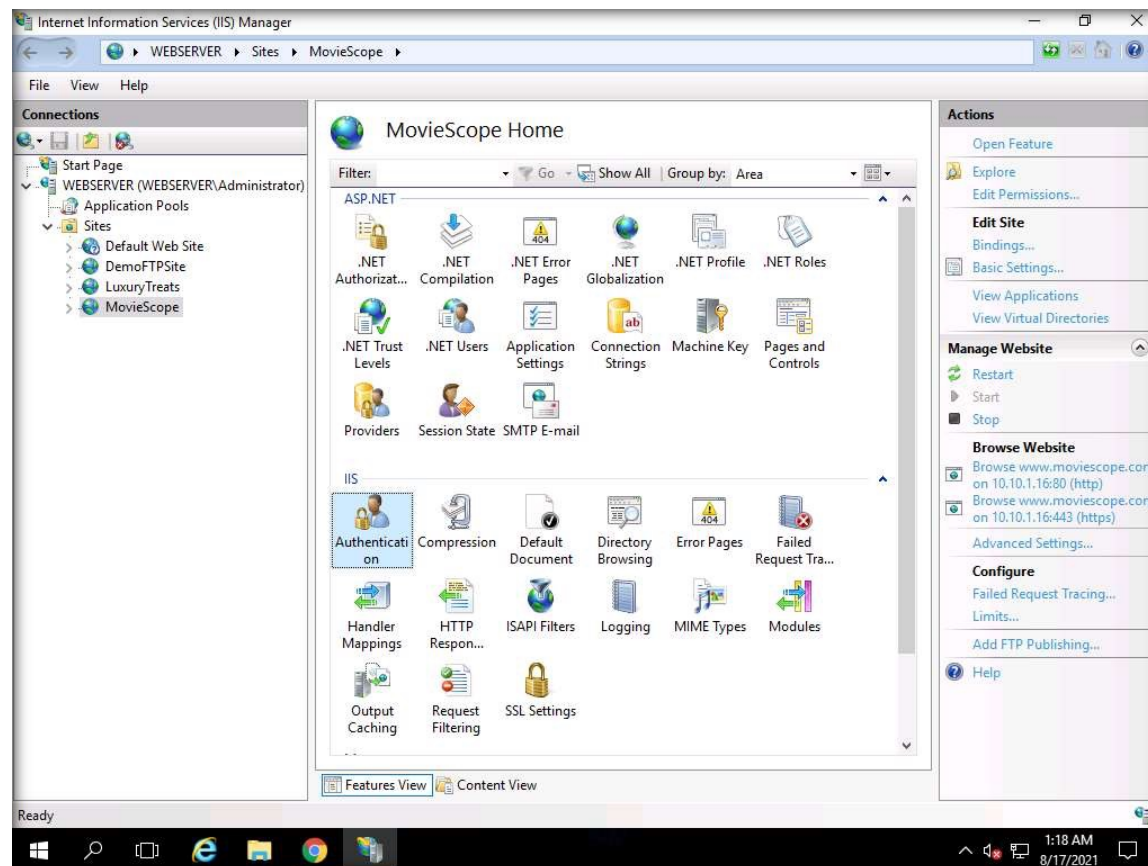 Internet Information Services (IIS) Manager
WEBSERVER Sites MovieScope
File View Help
Connections
Start Page
WEBSERVER (WEBSERVER\Administrator)
Application Pools
Sites
Default Web Site
DemoFTPSite
LuxuryTreats
MovieScope
MovieScope Home
Filter: Go Show All Group by: Area
ASP.NET
.NET Authorizat...
.NET Compilation
.NET Error Pages
.NET Globalization
.NET Profile
.NET Roles
.NET Trust Levels
.NET Users
Application Settings
Connection Strings
Machine Key
Pages and Controls
Providers
Session State
SMTP E-mail
IIS
Authenticati on
Compression
Default Document
Directory Browsing
Error Pages
Failed Request Tra...
Handler Mappings
HTTP Respon...
ISAPI Filters
Logging
MIME Types
Modules
Output Caching
Request Filtering
SSL Settings
Features View Content View
Actions
Open Feature
Explore
Edit Permissions...
Edit Site
Bindings...
Basic Settings...
View Applications
View Virtual Directories
Manage Website
Restart
Start
Stop
Browse Website
Browse www.moviescope.cor
on 10.10.1.16:80 (http)
Browse www.moviescope.cor
on 10.10.1.16:443 (https)
Advanced Settings...
Configure
Failed Request Tracing...
Limits...
Add FTP Publishing...
Help
Ready
1:18 AM
8/17/2021